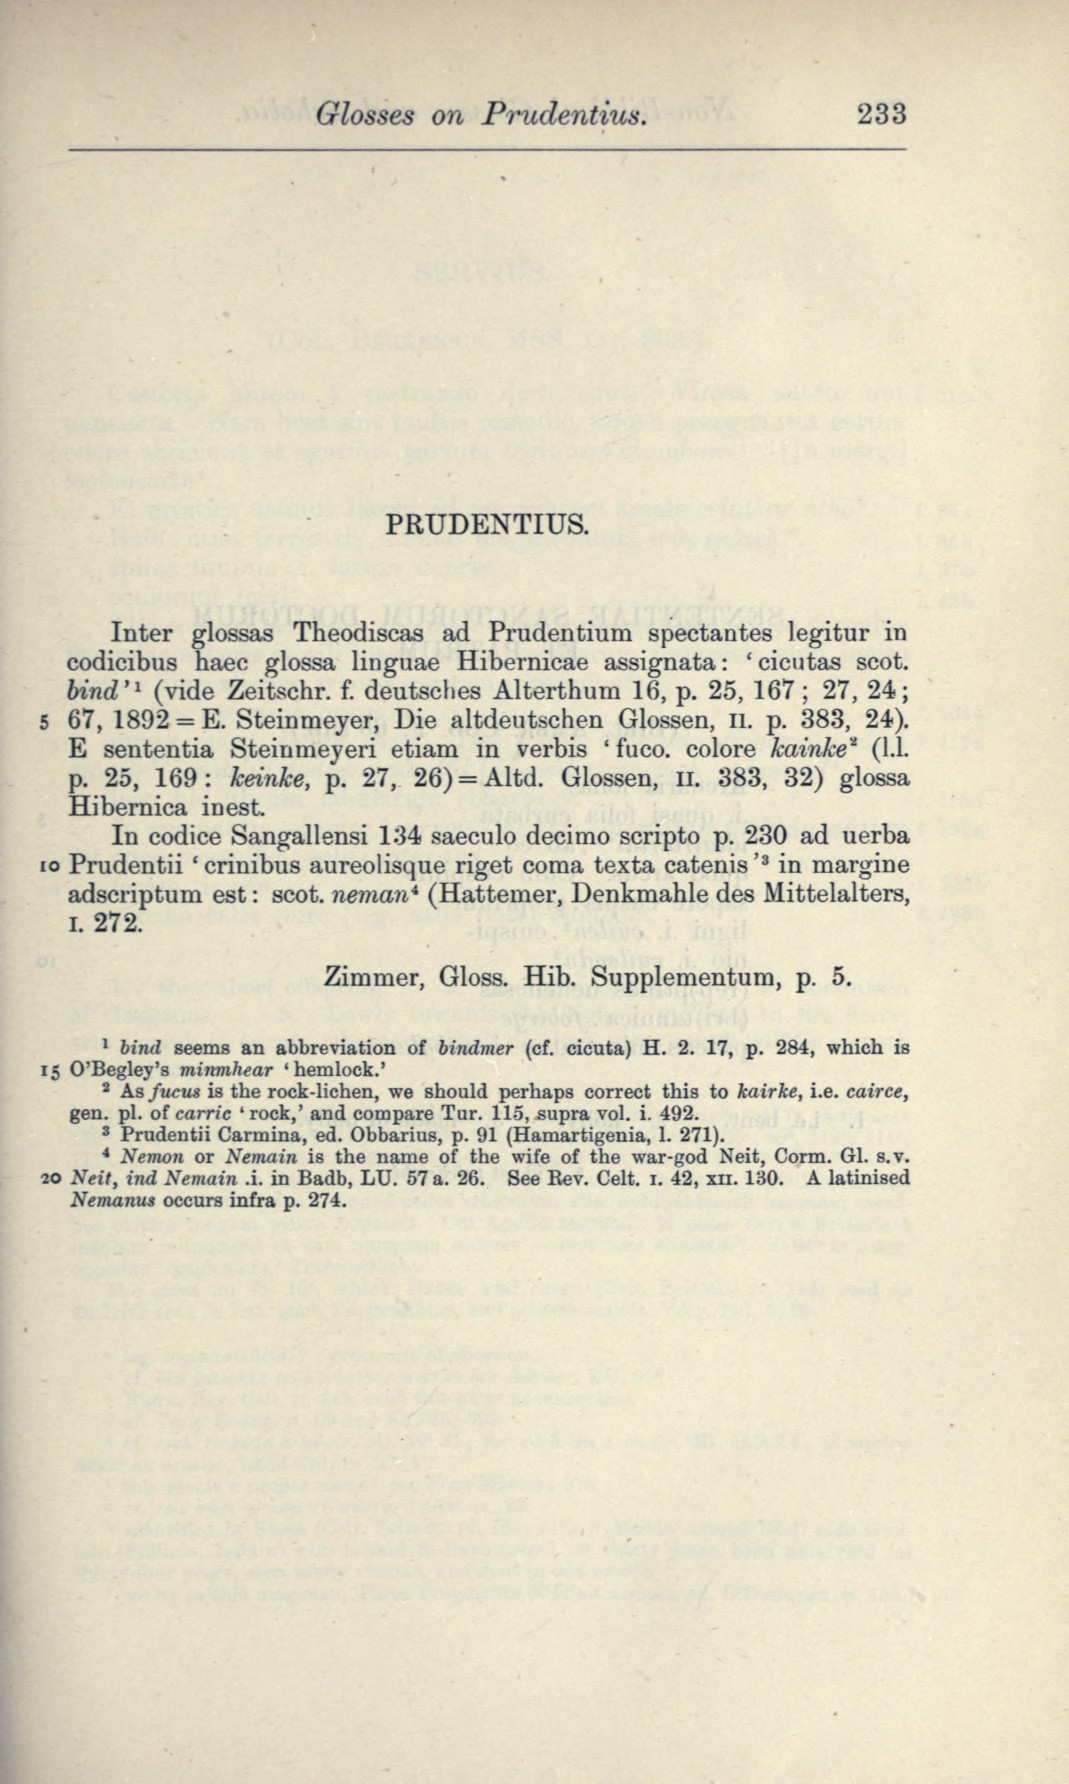 Glosses on Prudentius. 233
PRUDENTIUS.
Inter glossas Theodiscas ad Prudentium spectantes legitur in
codicibus haec glossa linguae Hibernicae assignata: ‘cicutas scot.
bind’¹ (vide Zeitschr. f. deutsches Alterthum 16, p. 25, 167; 27, 24;
5 67, 1892 = E. Steinmeyer, Die altdeutschen Glossen, II. p. 383, 24).
E sententia Steinmeyeri etiam in verbis ‘fuco. colore kainke² (l.l.
p. 25, 169: keinke, p. 27, 26) = Altd. Glossen, II. 383, 32) glossa
Hibernica inest.
In codice Sangallensi 134 saeculo decimo scripto p. 230 ad uerba
10 Prudentii ‘crinibus aureolisque riget coma texta catenis’³ in margine
adscriptum est: scot. neman⁴ (Hattemer, Denkmahle des Mittelalters,
I. 272.
Zimmer, Gloss. Hib. Supplementum, p. 5.
¹ bind seems an abbreviation of bindmer (cf. cicuta) H. 2. 17, p. 284, which is
15 O'Begley's minmhear ‘hemlock.’
² As fucus is the rock-lichen, we should perhaps correct this to kairke, i.e. cairce,
gen. pl. of carric ‘rock,’ and compare Tur. 115, supra vol. i. 492.
³ Prudentii Carmina, ed. Obbarius, p. 91 (Hamartigenia, l. 271).
⁴ Nemon or Nemain is the name of the wife of the war-god Neit, Corm. Gl. s.v.
20 Neit, ind Nemain .i. in Badb, LU. 57 a. 26. See Rev. Celt. I. 42, XII. 130. A latinised
Nemanus occurs infra p. 274.